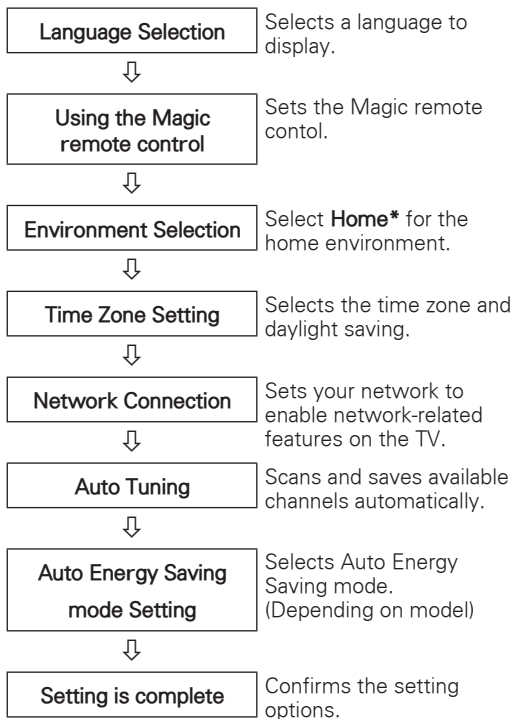 Language Selection
Selects a language to
display.
Using the Magic
remote control
Sets the Magic remote
contol.
Environment Selection
Select Home* for the
home environment.
Time Zone Setting
Selects the time zone and
daylight saving.
Network Connection
Sets your network to
enable network-related
features on the TV.
Auto Tuning
Scans and saves available
channels automatically.
Auto Energy Saving
mode Setting
Selects Auto Energy
Saving mode.
(Depending on model)
Setting is complete
Confirms the setting
options.